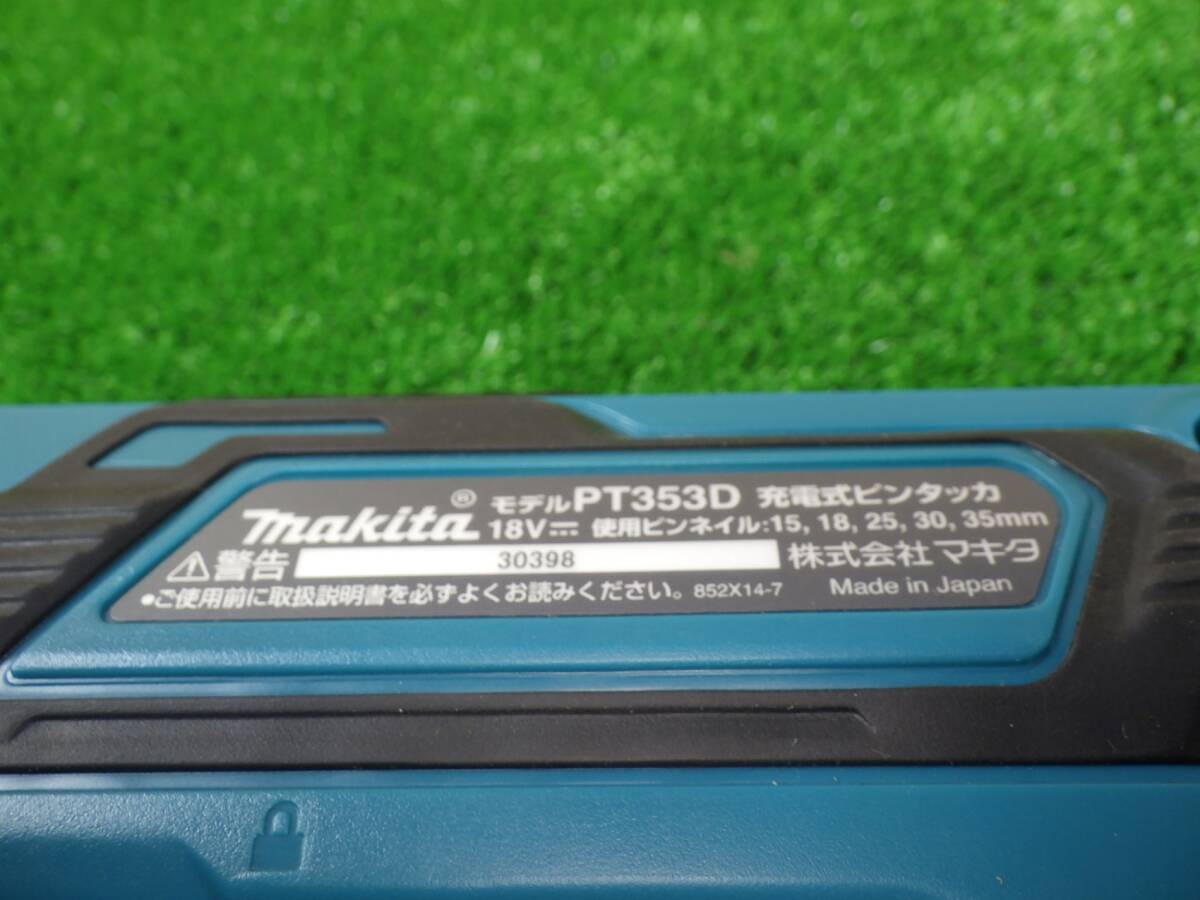 makita® モデルPT353D 充電式ピンタッカ
18V⎓ 使用ピンネイル:15, 18, 25, 30, 35mm
⚠警告 30398 株式会社マキタ
●ご使用前に取扱説明書を必ずよくお読みください。 852X14-7 Made in Japan